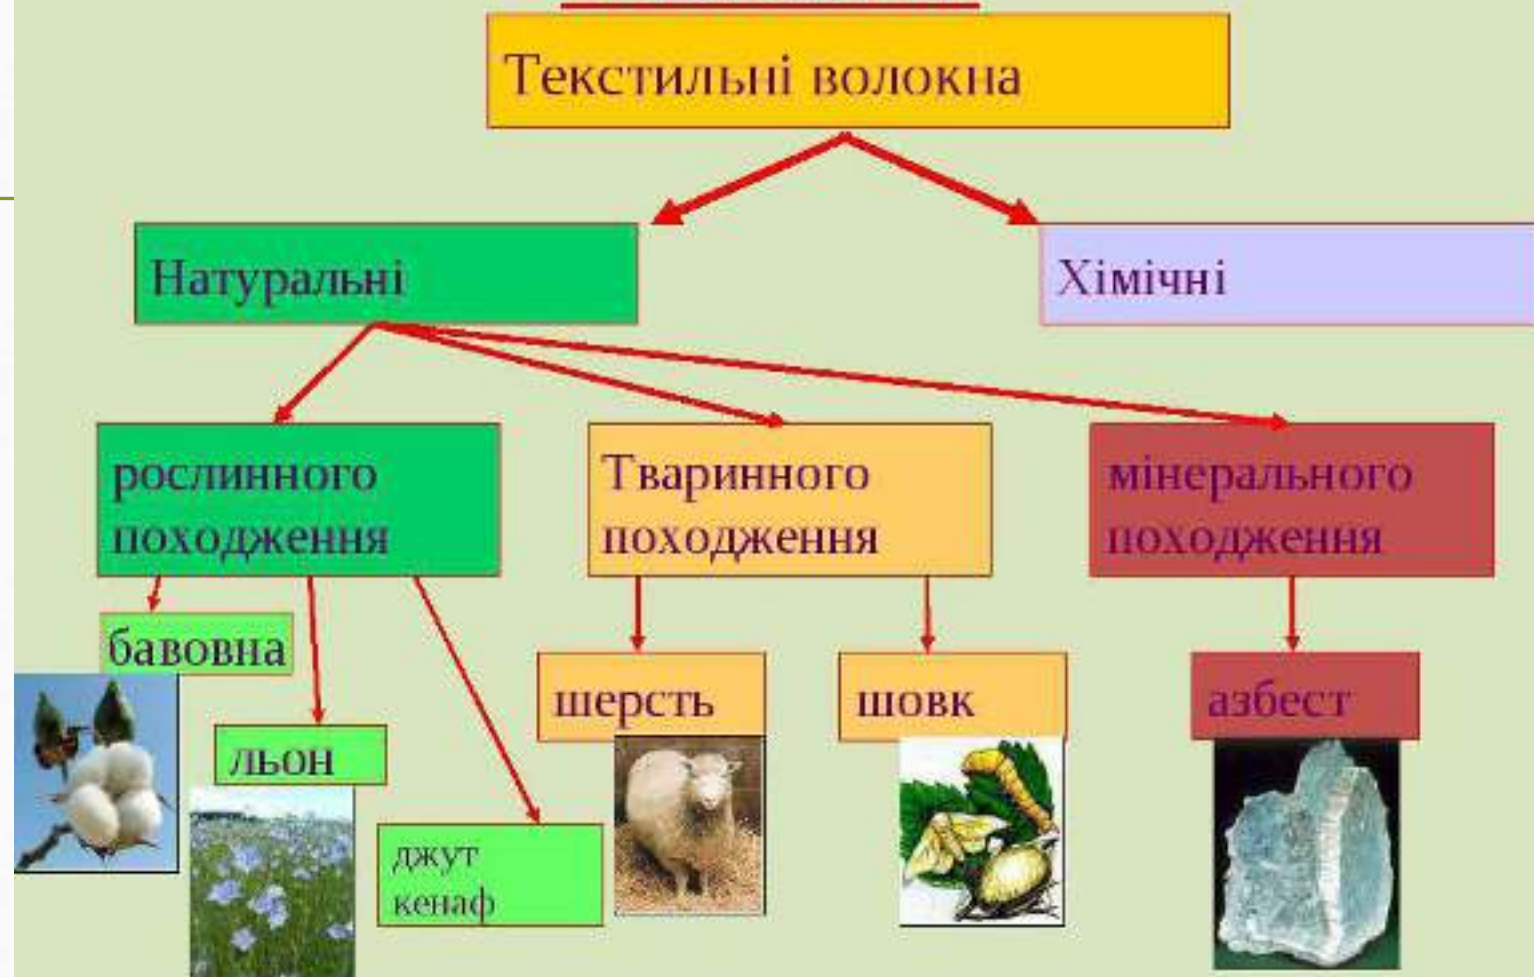 Текстильні волокна
Натуральні
Хімічні
рослинного
походження
Тваринного
походження
мінерального
походження
бавовна
льон
джут
кенаф
шерсть
шовк
азбест